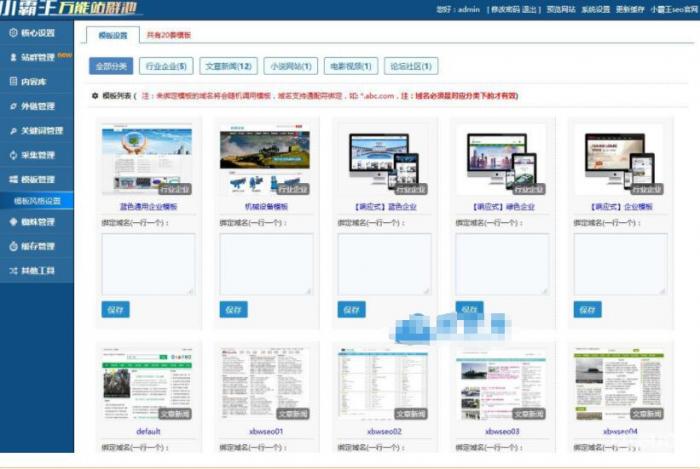 小霸王万能站群池
您好：admin | [ 修改密码 退出 ] 预览网站 系统设置 更新缓存 小霸王seo官网
核心设置
站群管理 new
内容库
外链管理
关键词管理
采集管理
模板管理
模板风格设置
蜘蛛管理
缓存管理
其他工具
模板设置 共有20套模板
全部分类 行业企业(5) 文章新闻(12) 小说网站(1) 电影视频(1) 论坛社区(1)
模板列表 ( 注：未绑定模板的域名将会随机调用模板，域名支持通配符绑定，如: *.abc.com，注：域名必须是对应分类下的才有效)
行业企业 行业企业 行业企业 行业企业 行业企业
蓝色通用企业模板 机械设备模板 【响应式】蓝色企业 【响应式】绿色企业 【响应式】企业模板
绑定域名(一行一个)： 绑定域名(一行一个)： 绑定域名(一行一个)： 绑定域名(一行一个)： 绑定域名(一行一个)：
保存 保存 保存 保存 保存
文章新闻 文章新闻 文章新闻 文章新闻 文章新闻
default xbwseo01 xbwseo02 xbwseo03 xbwseo04
绑定域名(一行一个)： 绑定域名(一行一个)： 绑定域名(一行一个)： 绑定域名(一行一个)： 绑定域名(一行一个)：